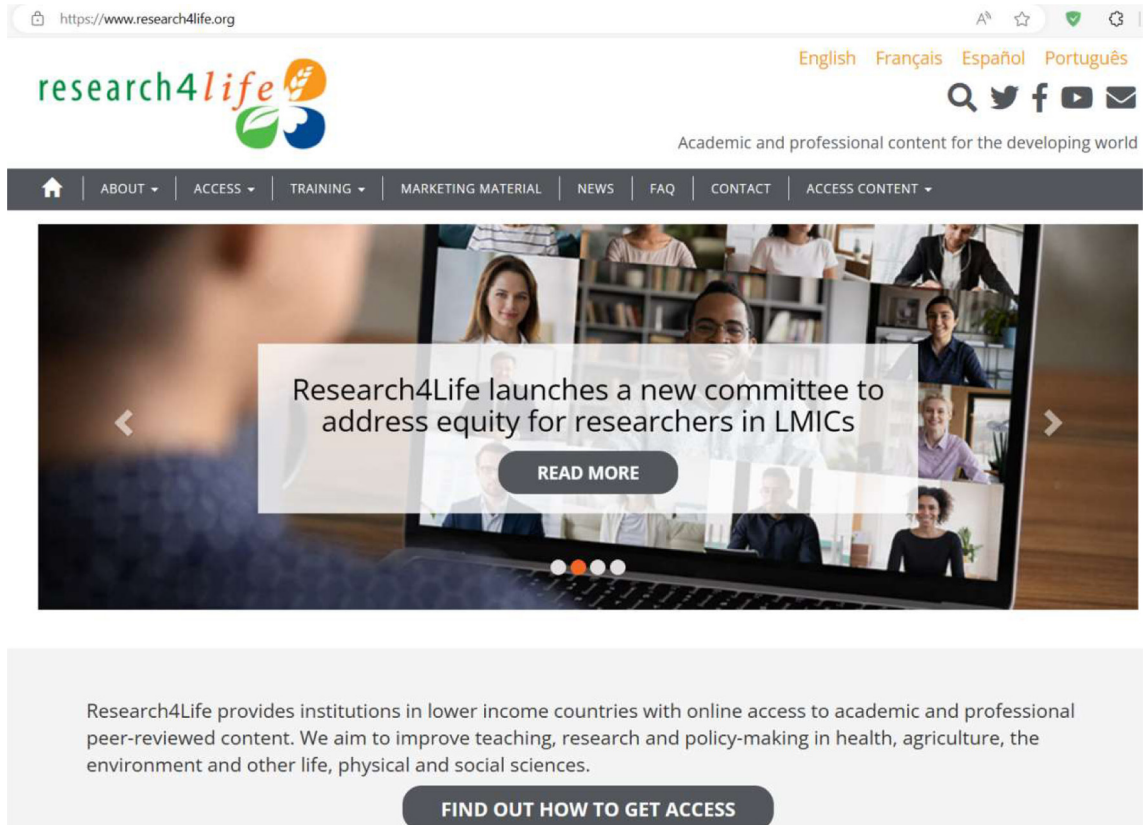 https://www.research4life.org
English Français Español Português
research4life
Academic and professional content for the developing world
ABOUT ACCESS TRAINING MARKETING MATERIAL NEWS FAQ CONTACT ACCESS CONTENT
Research4Life launches a new committee to
address equity for researchers in LMICs
READ MORE
Research4Life provides institutions in lower income countries with online access to academic and professional
peer-reviewed content. We aim to improve teaching, research and policy-making in health, agriculture, the
environment and other life, physical and social sciences.
FIND OUT HOW TO GET ACCESS